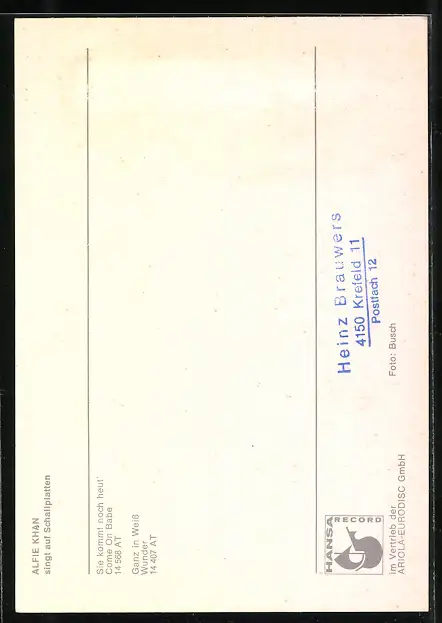 ALFIE KHAN
singt auf Schallplatten
Sie kommt noch heut'
Come On Babe
14 568 AT
Ganz in Weiß
Wunder
14 407 AT
Heinz Brauwers
4150 Krefeld 11
Postfach 12
HANSA
RECORD
im Vertrieb der
ARIOLA-EURODISC GmbH
Foto: Busch